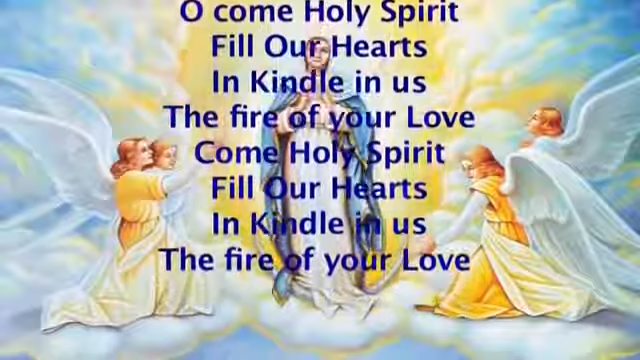 O come Holy Spirit
Fill Our Hearts
In Kindle in us
The fire of your Love
Come Holy Spirit
Fill Our Hearts
In Kindle in us
The fire of your Love